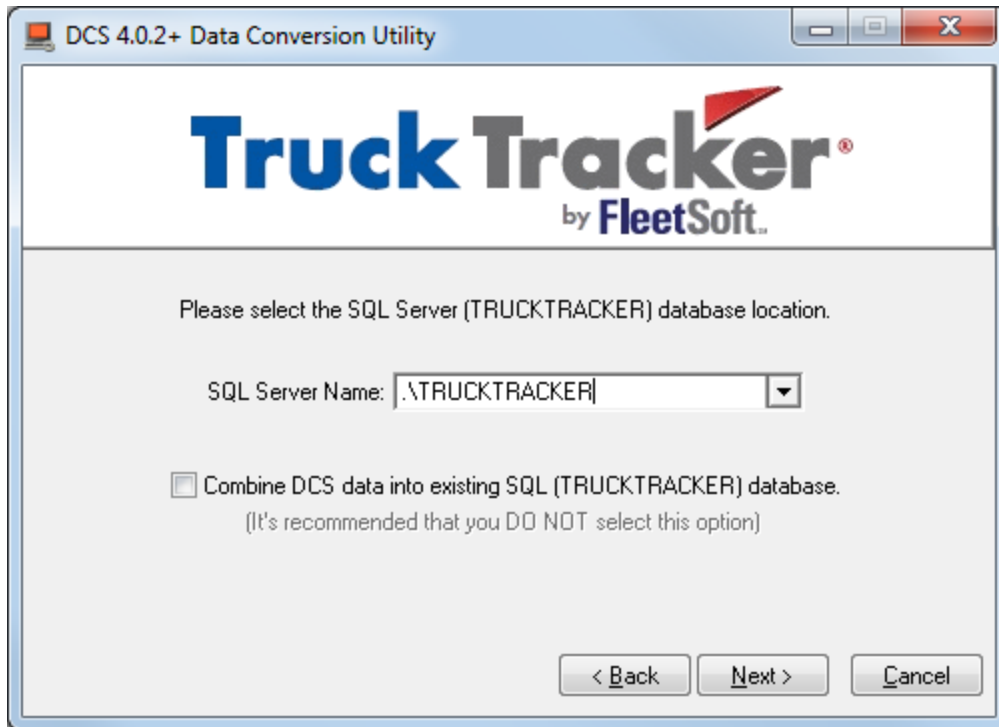 DCS 4.0.2+ Data Conversion Utility
Truck Tracker®
by FleetSoft
Please select the SQL Server (TRUCKTRACKER) database location.
SQL Server Name: .\TRUCKTRACKER
Combine DCS data into existing SQL (TRUCKTRACKER) database.
(It's recommended that you DO NOT select this option)
< Back Next > Cancel